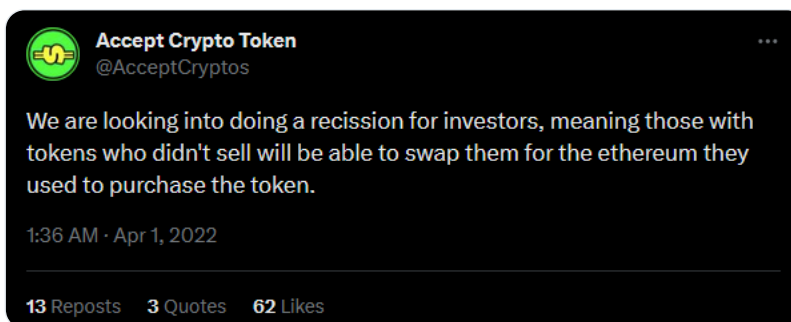 Accept Crypto Token
@AcceptCryptos
We are looking into doing a recission for investors, meaning those with
tokens who didn't sell will be able to swap them for the ethereum they
used to purchase the token.
1:36 AM · Apr 1, 2022
13 Reposts 3 Quotes 62 Likes